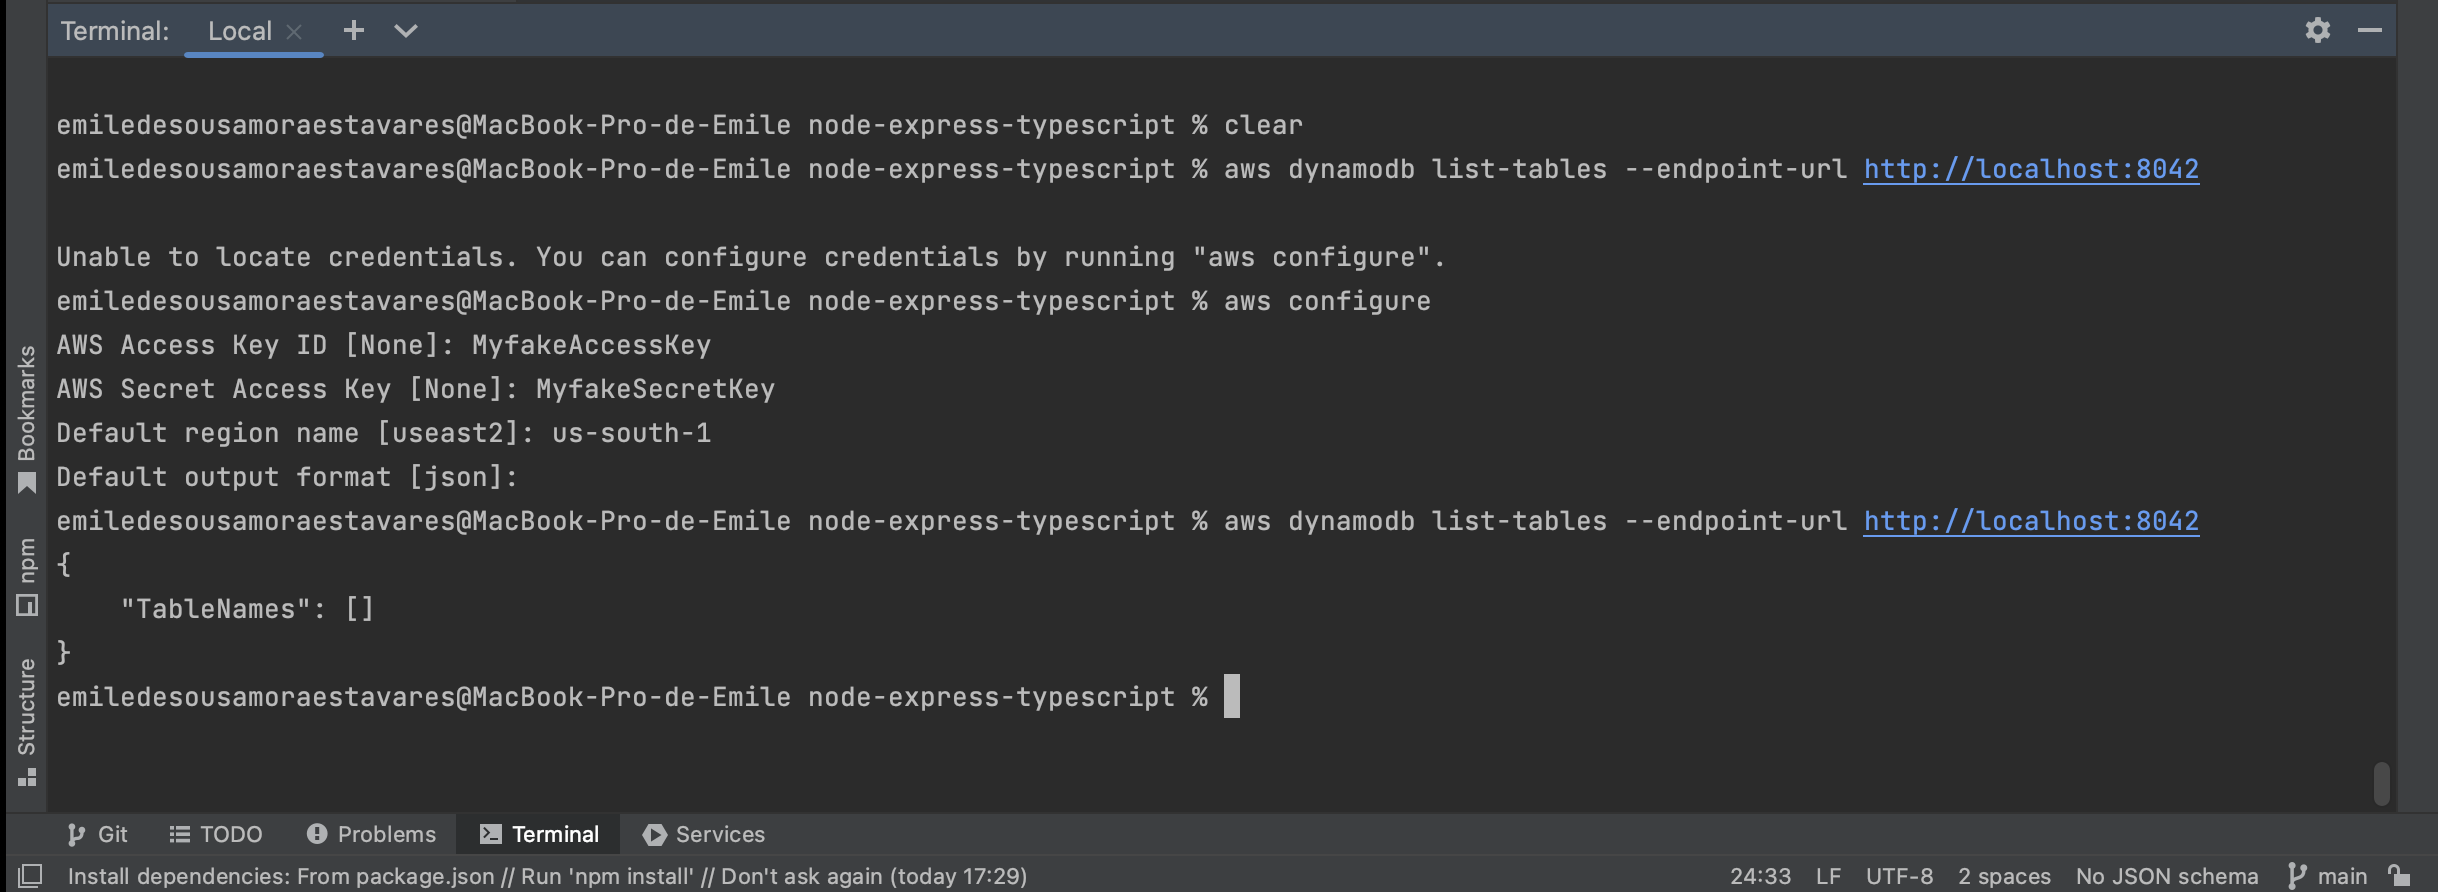 Terminal: Local
emiledesousamoraestavares@MacBook-Pro-de-Emile node-express-typescript % clear
emiledesousamoraestavares@MacBook-Pro-de-Emile node-express-typescript % aws dynamodb list-tables --endpoint-url http://localhost:8042
Unable to locate credentials. You can configure credentials by running "aws configure".
emiledesousamoraestavares@MacBook-Pro-de-Emile node-express-typescript % aws configure
AWS Access Key ID [None]: MyfakeAccessKey
AWS Secret Access Key [None]: MyfakeSecretKey
Default region name [useast2]: us-south-1
Default output format [json]:
emiledesousamoraestavares@MacBook-Pro-de-Emile node-express-typescript % aws dynamodb list-tables --endpoint-url http://localhost:8042
{
    "TableNames": []
}
emiledesousamoraestavares@MacBook-Pro-de-Emile node-express-typescript %
Bookmarks
npm
Structure
Git TODO Problems Terminal Services
Install dependencies: From package.json // Run 'npm install' // Don't ask again (today 17:29) 24:33 LF UTF-8 2 spaces No JSON schema main